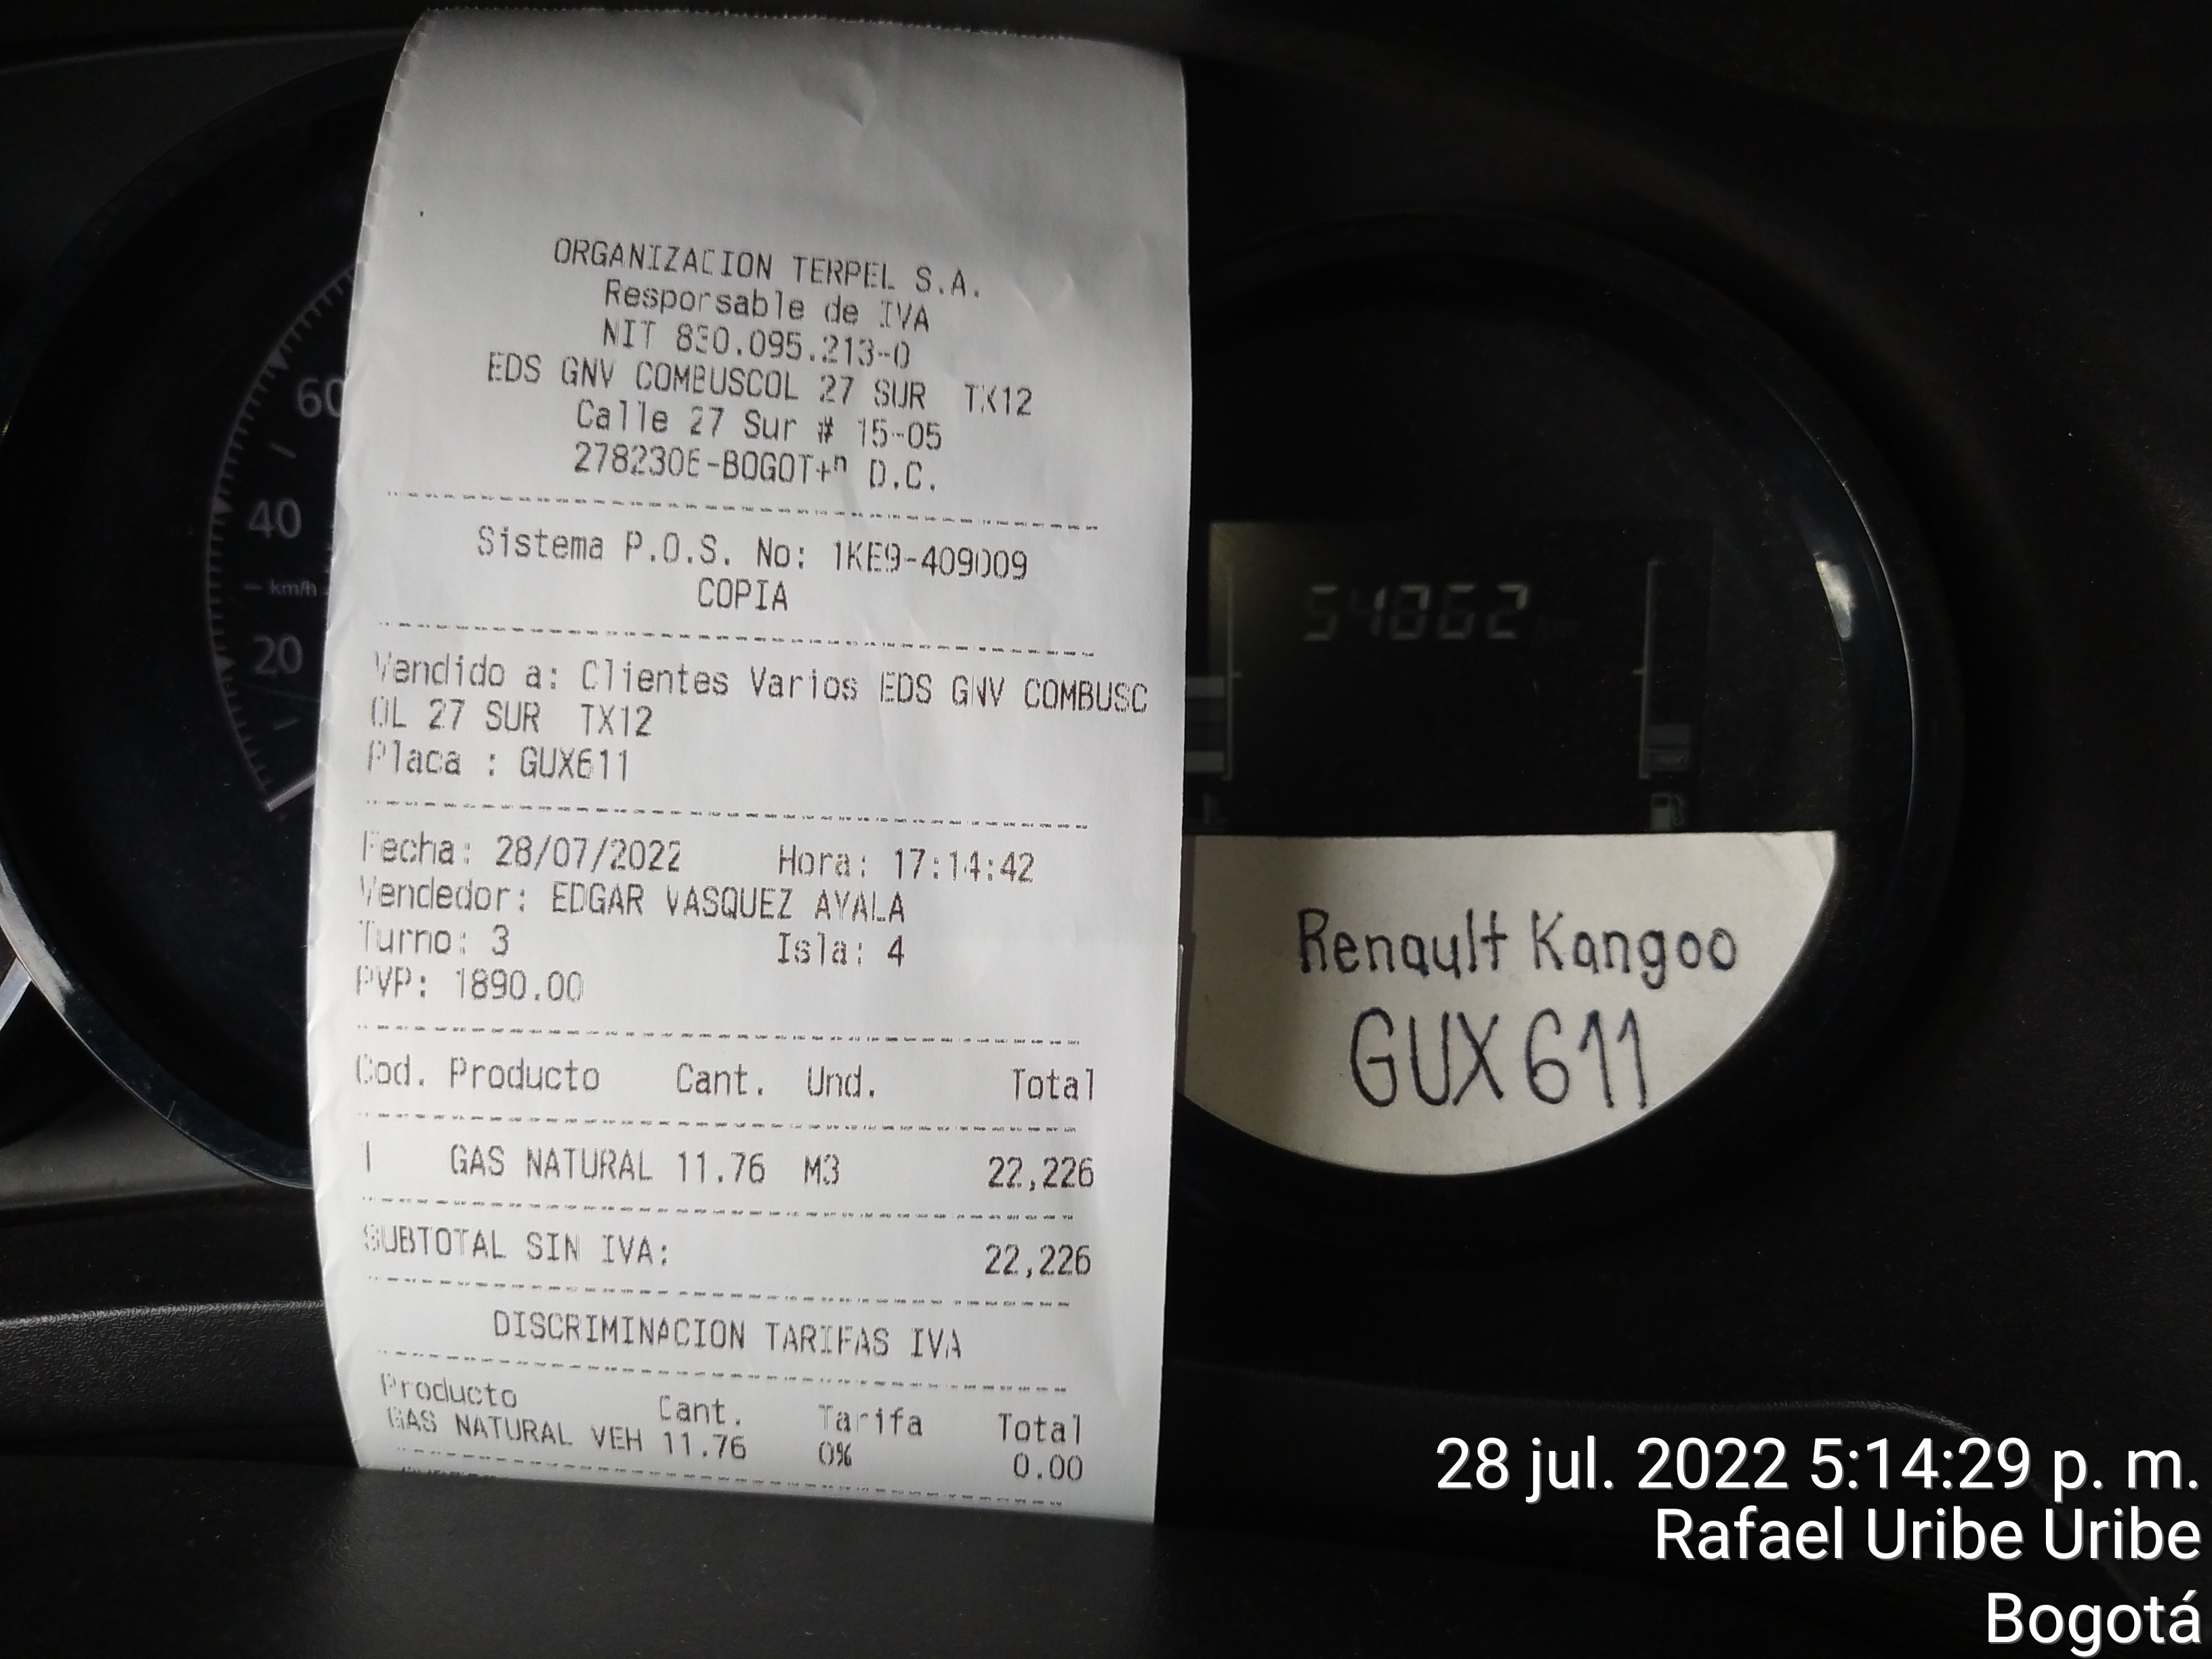 ORGANIZACION TERPEL S.A.
Responsable de IVA
NIT 830.095.213-0
EDS GNV COMBUSCOL 27 SUR TX12
Calle 27 Sur # 15-05
2782306-BOGOT+ⁿ D.C.
Sistema P.O.S. No: 1KE9-409009
COPIA
Vendido a: Clientes Varios EDS GNV COMBUSC
OL 27 SUR TX12
Placa : GUX611
Fecha: 28/07/2022 Hora: 17:14:42
Vendedor: EDGAR VASQUEZ AYALA
Turno: 3 Isla: 4
PVP: 1890.00
Cod. Producto Cant. Und. Total
1 GAS NATURAL 11.76 M3 22,226
SUBTOTAL SIN IVA: 22,226
DISCRIMINACION TARIFAS IVA
Producto Cant. Tarifa Total
GAS NATURAL VEH 11.76 0% 0.00
60
40
km/h
20
54862
Renault Kangoo
GUX611
28 jul. 2022 5:14:29 p. m.
Rafael Uribe Uribe
Bogotá